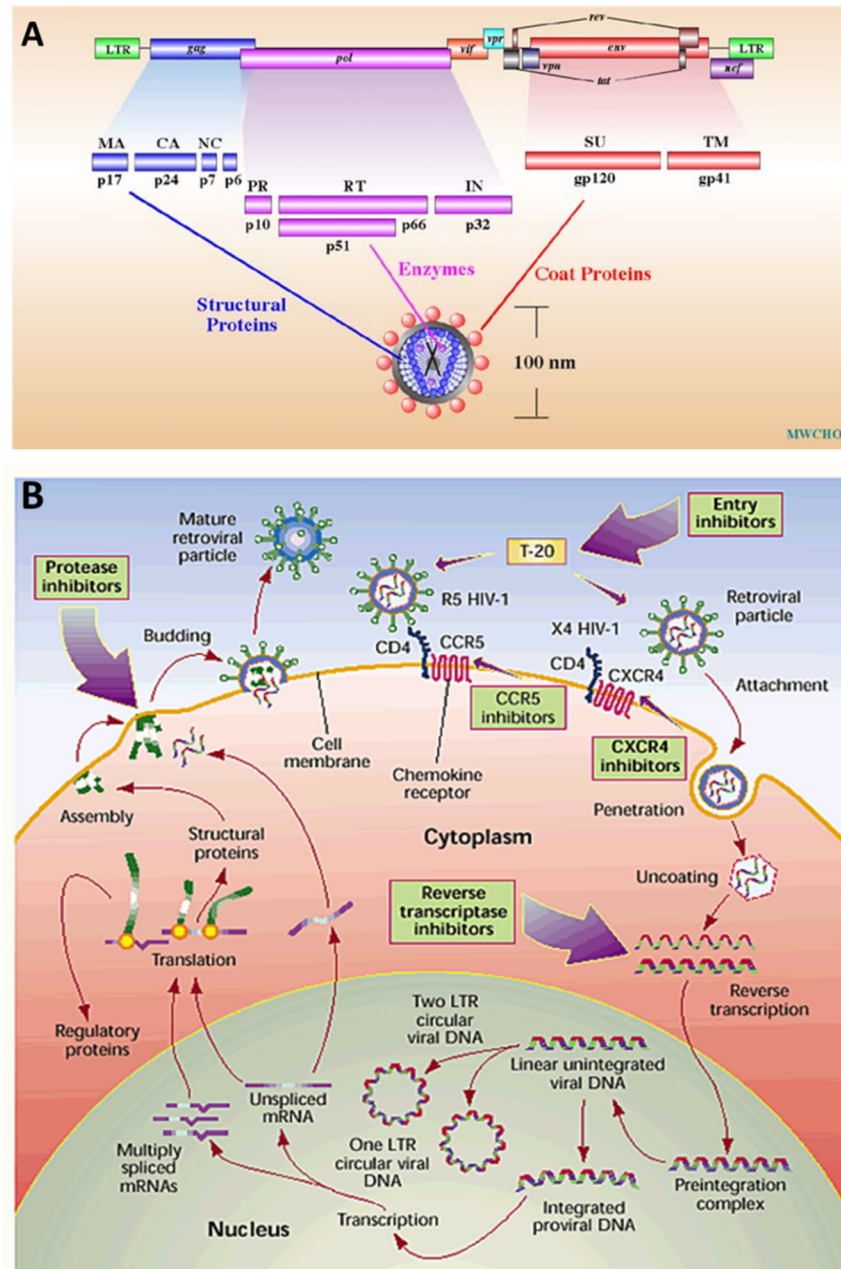 A
LTR
gag
pol
vif
vpr
rev
vpu
env
tat
LTR
nef
MA
CA
NC
p17
p24
p7
p6
PR
RT
IN
p10
p66
p32
p51
SU
TM
gp120
gp41
Enzymes
Structural
Proteins
Coat Proteins
100 nm
MWCHO
B
Mature
retroviral
particle
Entry
inhibitors
T-20
Protease
inhibitors
Budding
R5 HIV-1
Retroviral
particle
X4 HIV-1
CD4
CCR5
CD4
CXCR4
Attachment
CCR5
inhibitors
CXCR4
inhibitors
Cell
membrane
Chemokine
receptor
Penetration
Assembly
Structural
proteins
Cytoplasm
Uncoating
Reverse
transcriptase
inhibitors
Translation
Reverse
transcription
Regulatory
proteins
Two LTR
circular
viral DNA
Linear unintegrated
viral DNA
Unspliced
mRNA
Multiply
spliced
mRNAs
One LTR
circular viral
DNA
Integrated
proviral DNA
Preintegration
complex
Transcription
Nucleus